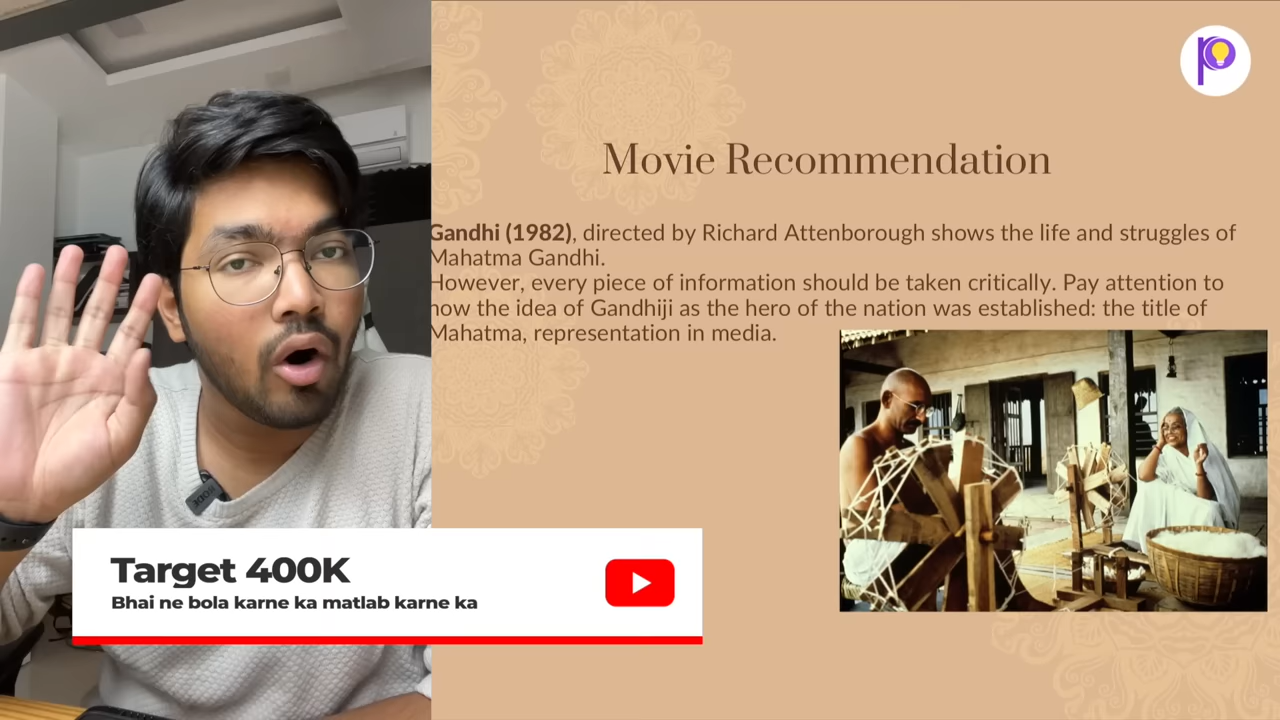 Movie Recommendation
Gandhi (1982), directed by Richard Attenborough shows the life and struggles of
Mahatma Gandhi.
However, every piece of information should be taken critically. Pay attention to
how the idea of Gandhiji as the hero of the nation was established: the title of
Mahatma, representation in media.
Target 400K
Bhai ne bola karne ka matlab karne ka